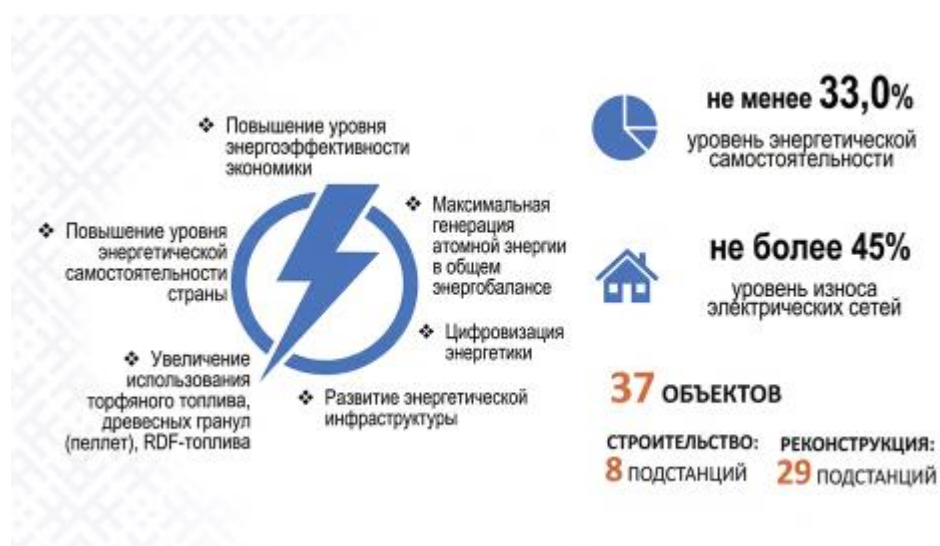 ❖ Повышение уровня
энергоэффективности
экономики
❖ Повышение уровня
энергетической
самостоятельности
страны
❖ Максимальная
генерация
атомной энергии
в общем
энергобалансе
❖ Цифровизация
энергетики
❖ Увеличение
использования
торфяного топлива,
древесных гранул
(пеллет), RDF-топлива
❖ Развитие энергетической
инфраструктуры
не менее 33,0%
уровень энергетической
самостоятельности
не более 45%
уровень износа
электрических сетей
37 ОБЪЕКТОВ
СТРОИТЕЛЬСТВО:
8 ПОДСТАНЦИЙ
РЕКОНСТРУКЦИЯ:
29 ПОДСТАНЦИЙ